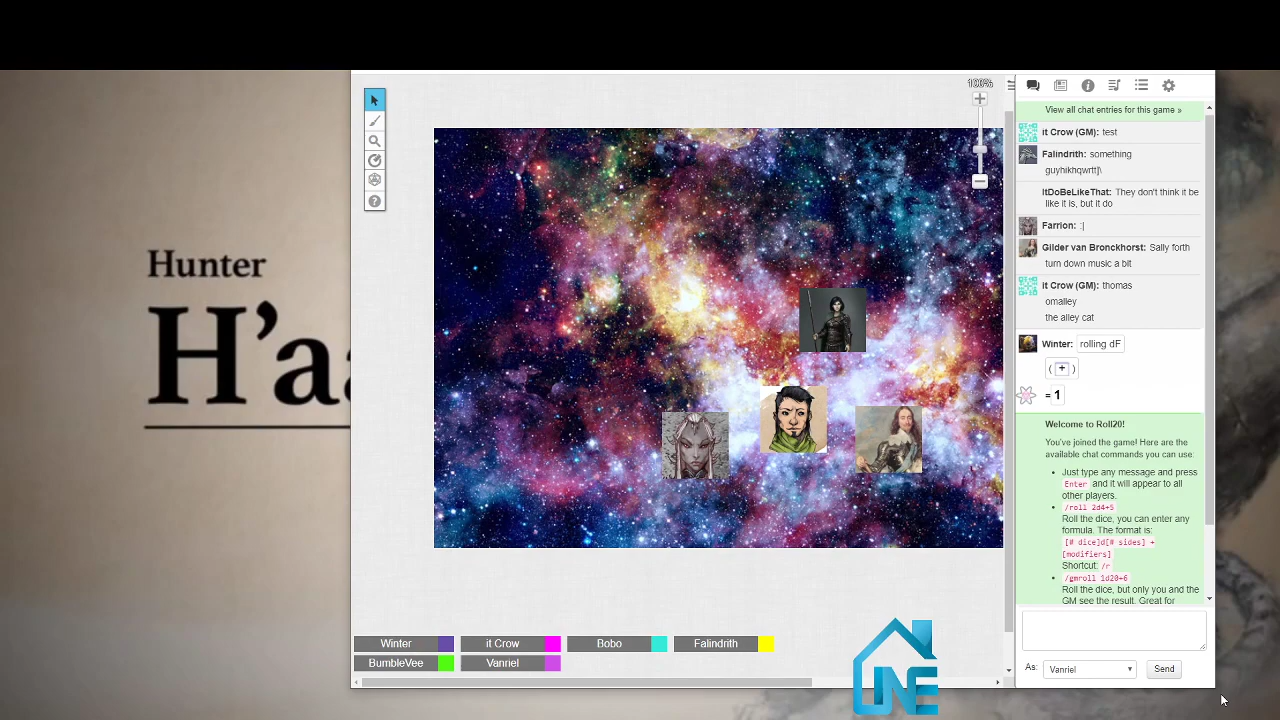 Hunter
H'aa
100%
View all chat entries for this game »
it Crow (GM): test
Falindrith: something
guyhikhqwrtt]\
ItDoBeLikeThat: They don't think it be
like it is, but it do
Farrion: :|
Gilder van Bronckhorst: Sally forth
turn down music a bit
it Crow (GM): thomas
omalley
the alley cat
Winter: rolling dF
( + )
= 1
Welcome to Roll20!
You've joined the game! Here are the
available chat commands you can use:
• Just type any message and press
Enter and it will appear to all
other players.
• /roll 2d4+5
Roll the dice, you can enter any
formula. The format is:
[# dice]d[# sides] +
[modifiers]
Shortcut: /r
• /gmroll 1d20+6
Roll the dice, but only you and the
GM see the result. Great for
Winter
it Crow
Bobo
Falindrith
BumbleVee
Vanriel
UNE
As: Vanriel
Send